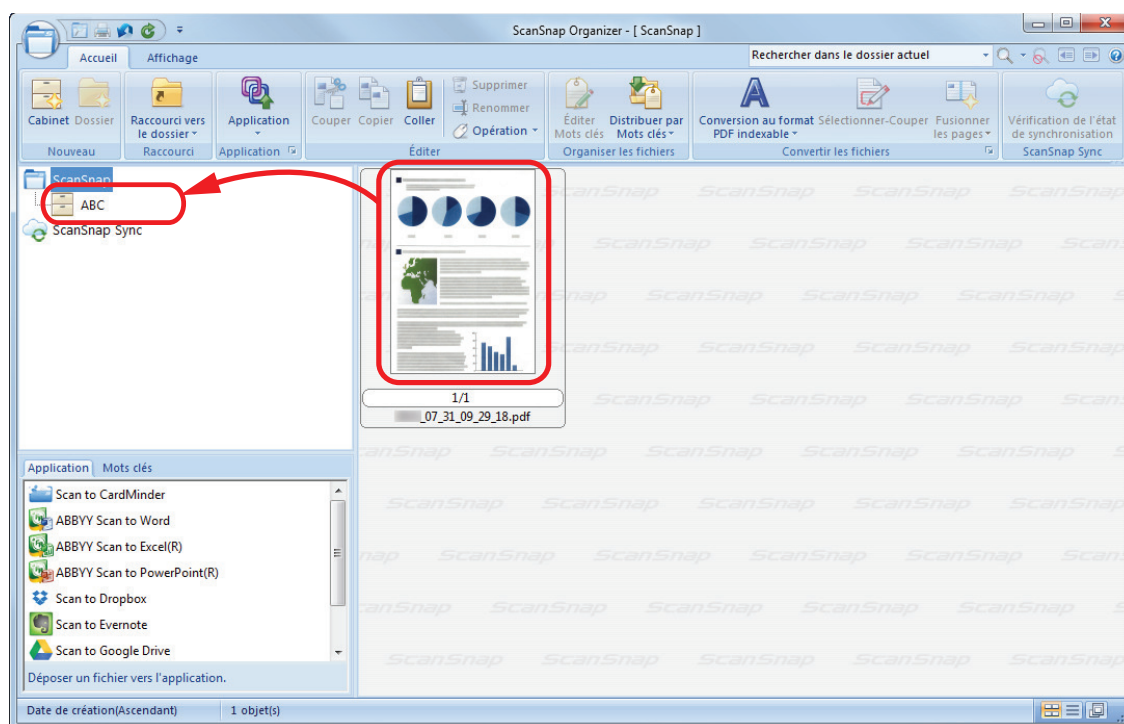 ScanSnap Organizer - [ ScanSnap ]
Accueil Affichage
Rechercher dans le dossier actuel
Cabinet Dossier
Raccourci vers
le dossier
Application
Couper Copier Coller
Supprimer
Renommer
Opération
Éditer
Mots clés
Distribuer par
Mots clés
Conversion au format
PDF indexable
Sélectionner-Couper
Fusionner
les pages
Vérification de l'état
de synchronisation
Nouveau Raccourci Application Éditer Organiser les fichiers Convertir les fichiers ScanSnap Sync
ScanSnap
ABC
ScanSnap Sync
1/1
_07_31_09_29_18.pdf
Application Mots clés
Scan to CardMinder
ABBYY Scan to Word
ABBYY Scan to Excel(R)
ABBYY Scan to PowerPoint(R)
Scan to Dropbox
Scan to Evernote
Scan to Google Drive
Déposer un fichier vers l'application.
Date de création(Ascendant) 1 objet(s)